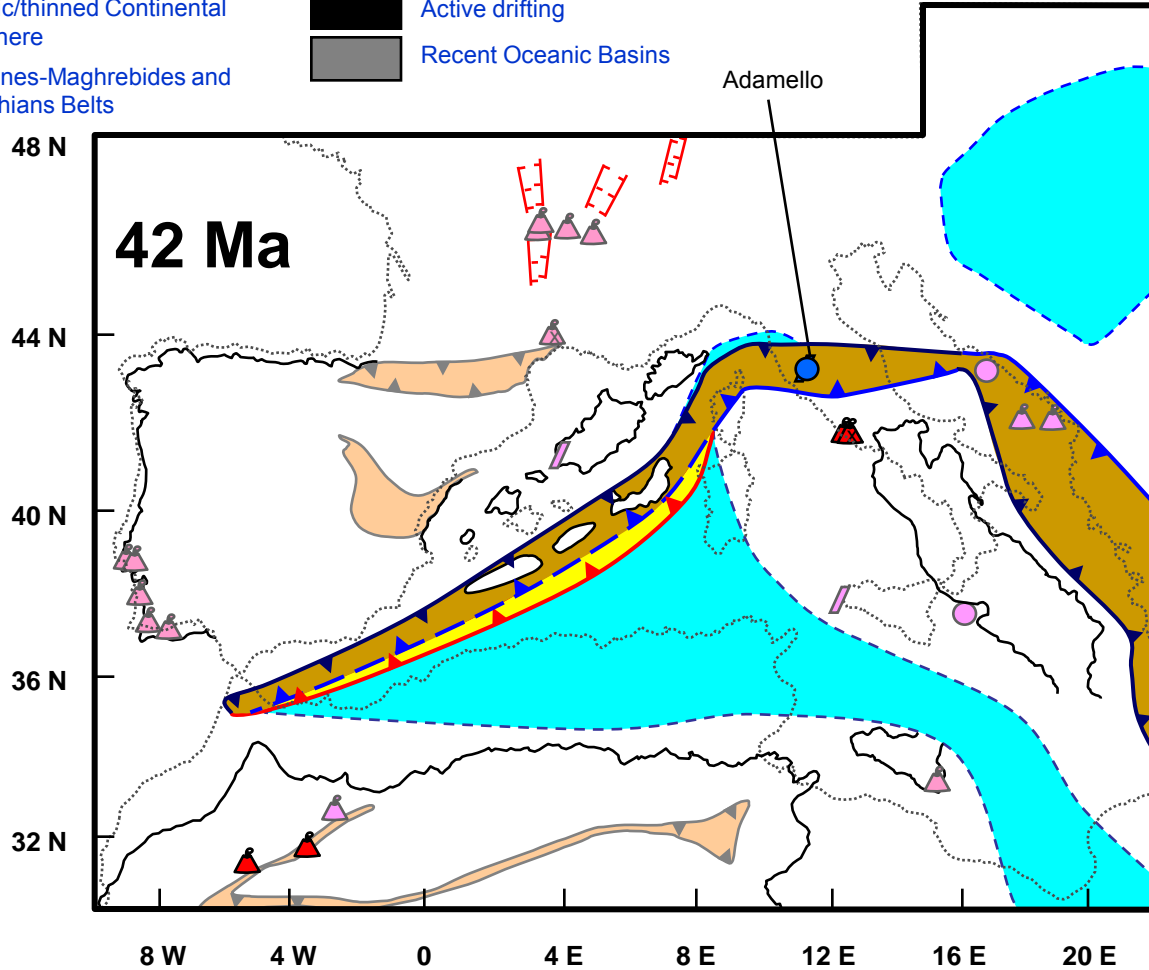 c/thinned Continental
here
nes-Maghrebides and
hians Belts
Active drifting
Recent Oceanic Basins
Adamello
48 N
42 Ma
44 N
40 N
36 N
32 N
8 W 4 W 0 4 E 8 E 12 E 16 E 20 E